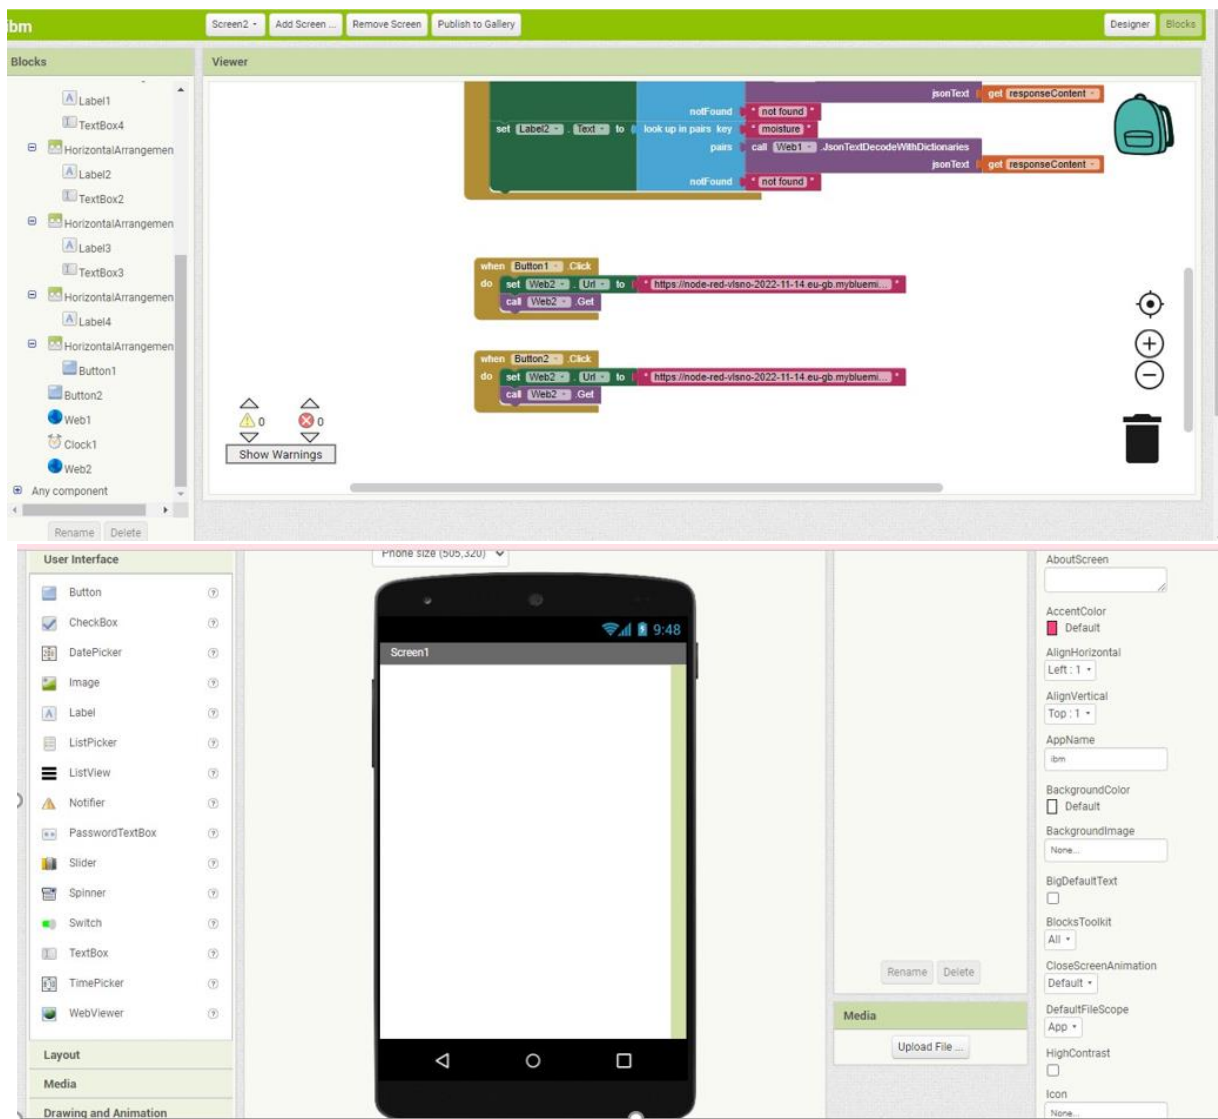 ibm
Screen2
Add Screen ...
Remove Screen
Publish to Gallery
Designer
Blocks
Blocks
Viewer
Label1
TextBox4
HorizontalArrangemen
Label2
TextBox2
HorizontalArrangemen
Label3
TextBox3
HorizontalArrangemen
Label4
HorizontalArrangemen
Button1
Button2
Web1
Clock1
Web2
Any component
Rename Delete
jsonText get responseContent
notFound " not found "
set Label2 . Text to look up in pairs key " moisture "
pairs call Web1 .JsonTextDecodeWithDictionaries
jsonText get responseContent
notFound " not found "
when Button1 .Click
do set Web2 . Url to " https://node-red-vlsno-2022-11-14.eu-gb.mybluemi... "
call Web2 .Get
when Button2 .Click
do set Web2 . Url to " https://node-red-vlsno-2022-11-14.eu-gb.mybluemi... "
call Web2 .Get
0 0
Show Warnings
User Interface
Button
CheckBox
DatePicker
Image
Label
ListPicker
ListView
Notifier
PasswordTextBox
Slider
Spinner
Switch
TextBox
TimePicker
WebViewer
Layout
Media
Drawing and Animation
Phone size (505,320)
9:48
Screen1
Rename Delete
Media
Upload File ...
AboutScreen
AccentColor
Default
AlignHorizontal
Left : 1
AlignVertical
Top : 1
AppName
ibm
BackgroundColor
Default
BackgroundImage
None...
BigDefaultText
BlocksToolkit
All
CloseScreenAnimation
Default
DefaultFileScope
App
HighContrast
Icon
None...